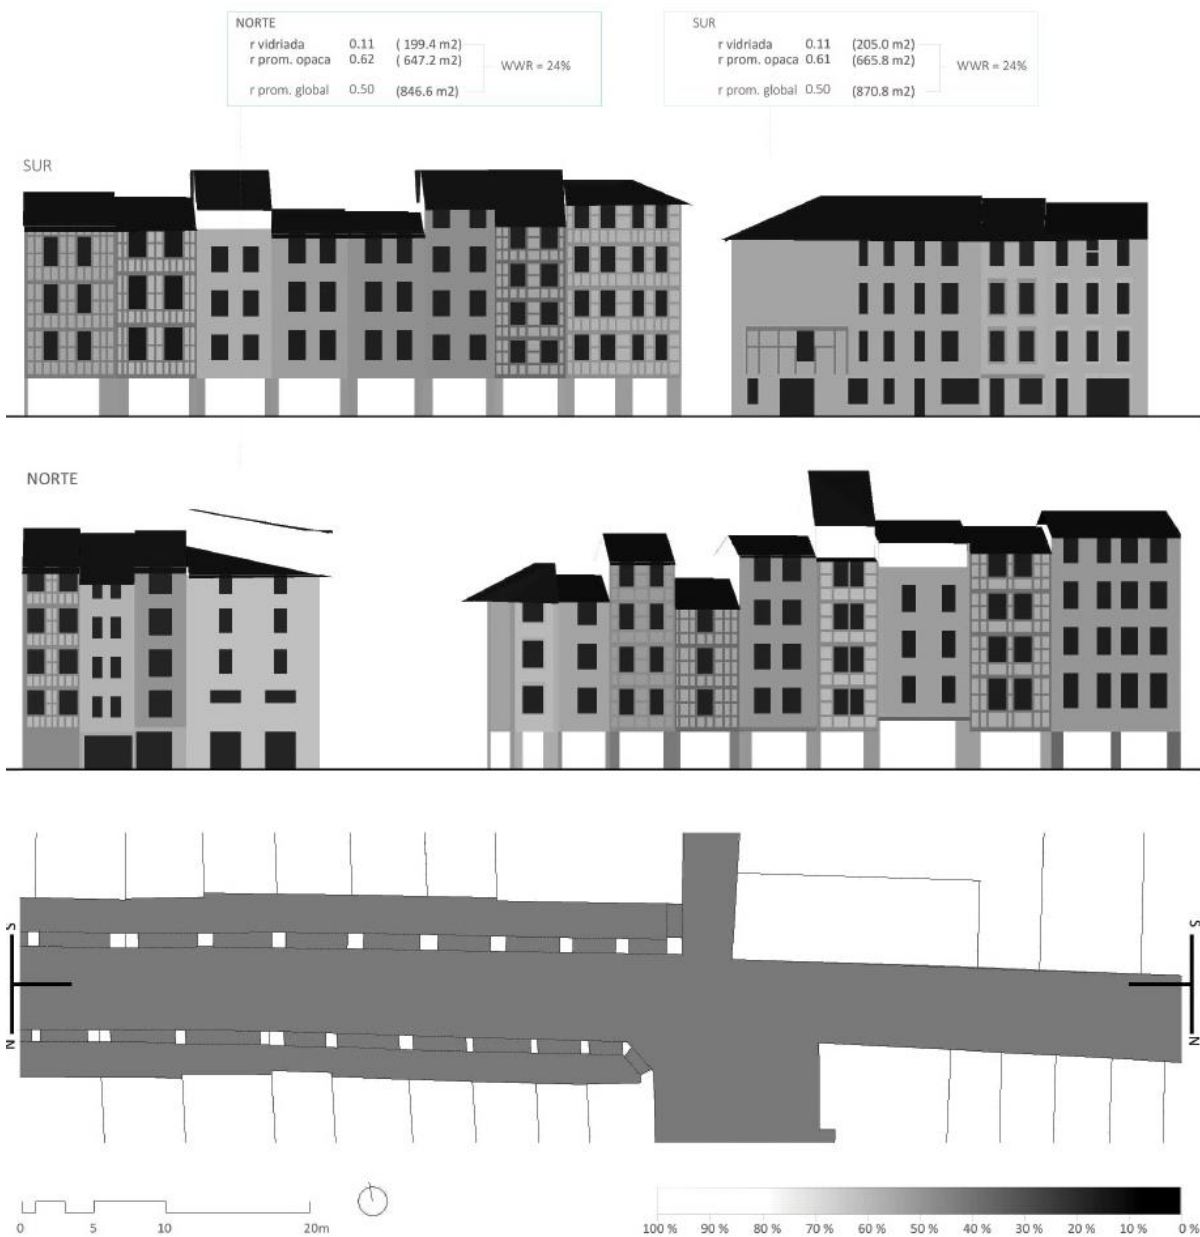 NORTE
r vidriada 0.11 ( 199.4 m2)
r prom. opaca 0.62 ( 647.2 m2)
WWR = 24%
r prom. global 0.50 (846.6 m2)
SUR
r vidriada 0.11 (205.0 m2)
r prom. opaca 0.61 (665.8 m2)
WWR = 24%
r prom. global 0.50 (870.8 m2)
SUR
NORTE
S
N
S
N
0 5 10 20m
100 % 90 % 80 % 70 % 60 % 50 % 40 % 30 % 20 % 10 % 0 %